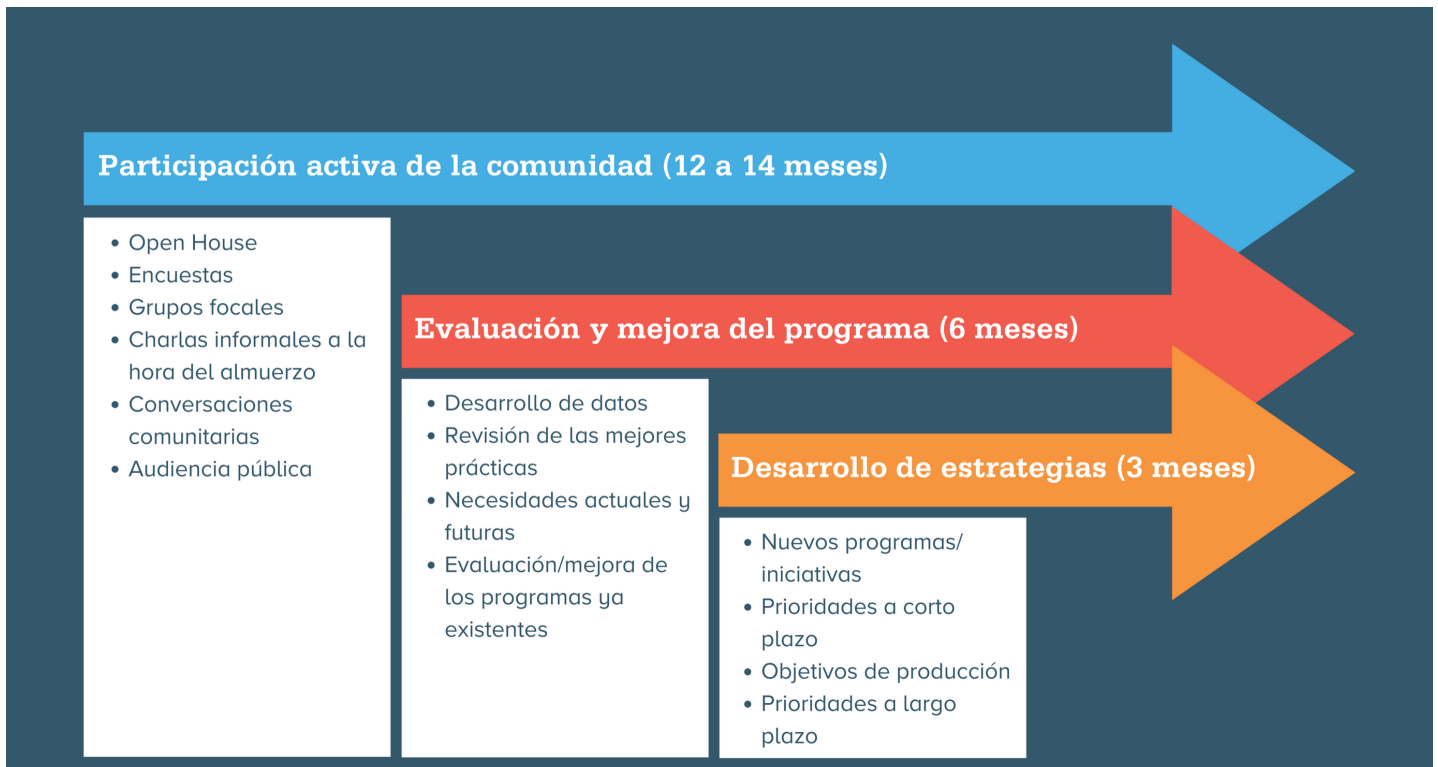 Participación activa de la comunidad (12 a 14 meses)
• Open House
• Encuestas
• Grupos focales
• Charlas informales a la
hora del almuerzo
• Conversaciones
comunitarias
• Audiencia pública
Evaluación y mejora del programa (6 meses)
• Desarrollo de datos
• Revisión de las mejores
prácticas
• Necesidades actuales y
futuras
• Evaluación/mejora de
los programas ya
existentes
Desarrollo de estrategias (3 meses)
• Nuevos programas/
iniciativas
• Prioridades a corto
plazo
• Objetivos de producción
• Prioridades a largo
plazo